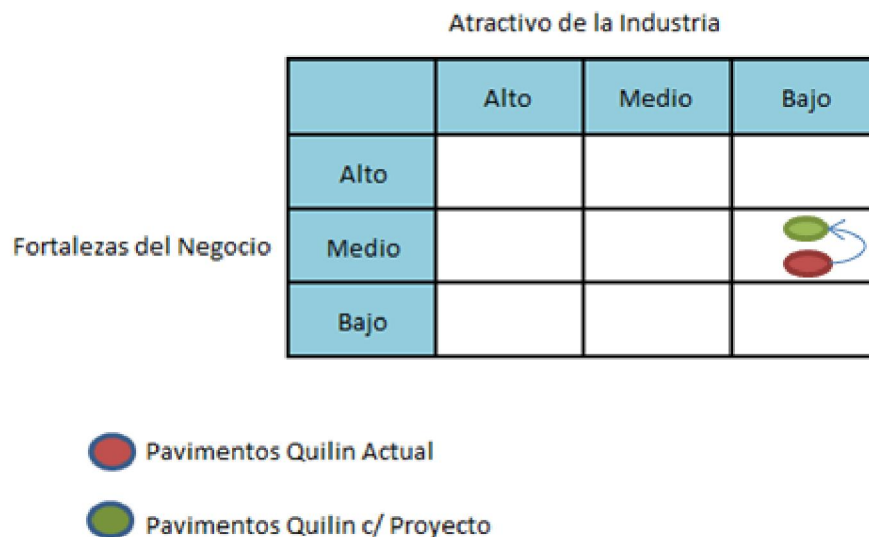 Atractivo de la Industria
Alto Medio Bajo
Alto
Fortalezas del Negocio Medio
Bajo
Pavimentos Quilin Actual
Pavimentos Quilin c/ Proyecto